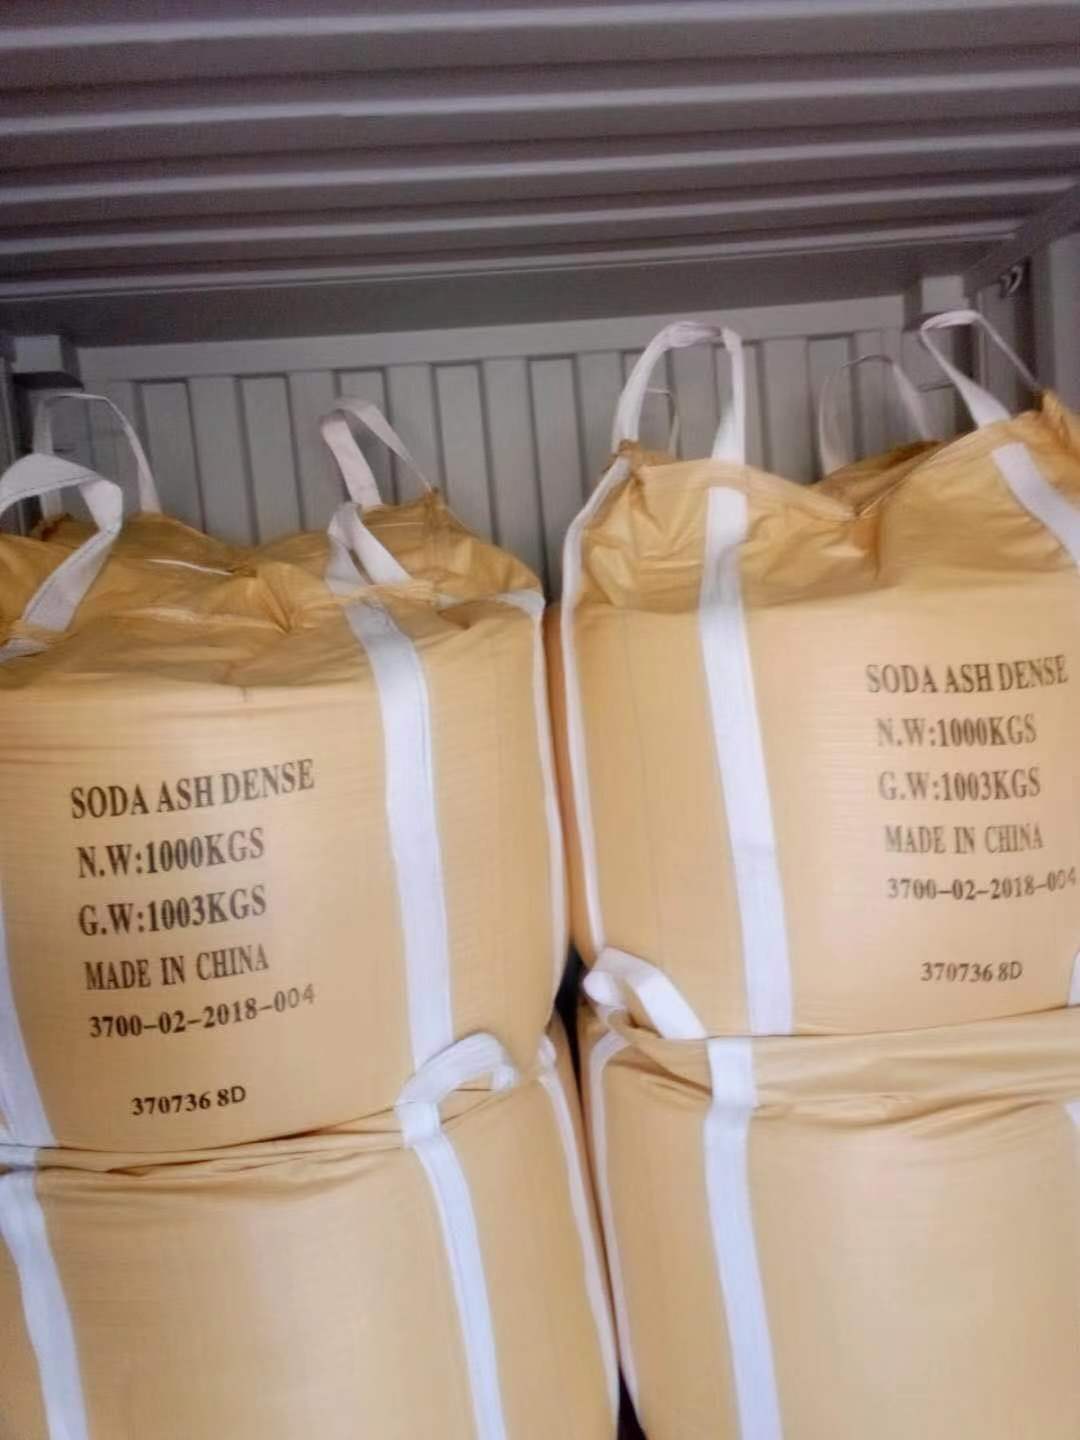 SODA ASH DENSE
N.W:1000KGS
G.W:1003KGS
MADE IN CHINA
3700-02-2018-004
370736 8D
SODA ASH DENSE
N.W:1000KGS
G.W:1003KGS
MADE IN CHINA
3700-02-2018-004
370736 8D